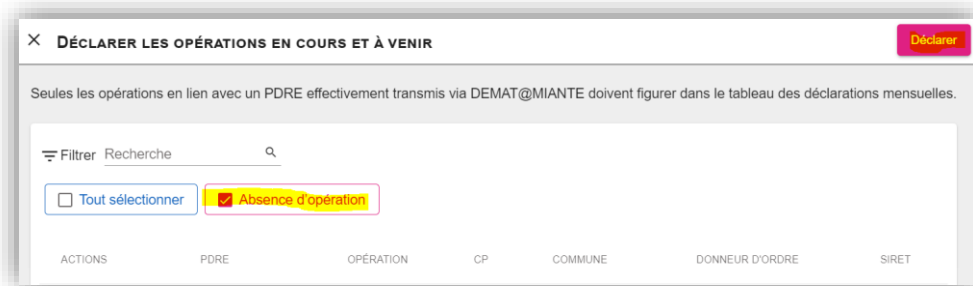 DÉCLARER LES OPÉRATIONS EN COURS ET À VENIR Déclarer
Seules les opérations en lien avec un PDRE effectivement transmis via DEMAT@MIANTE doivent figurer dans le tableau des déclarations mensuelles.
Filtrer Recherche
Tout sélectionner Absence d'opération
ACTIONS PDRE OPÉRATION CP COMMUNE DONNEUR D'ORDRE SIRET